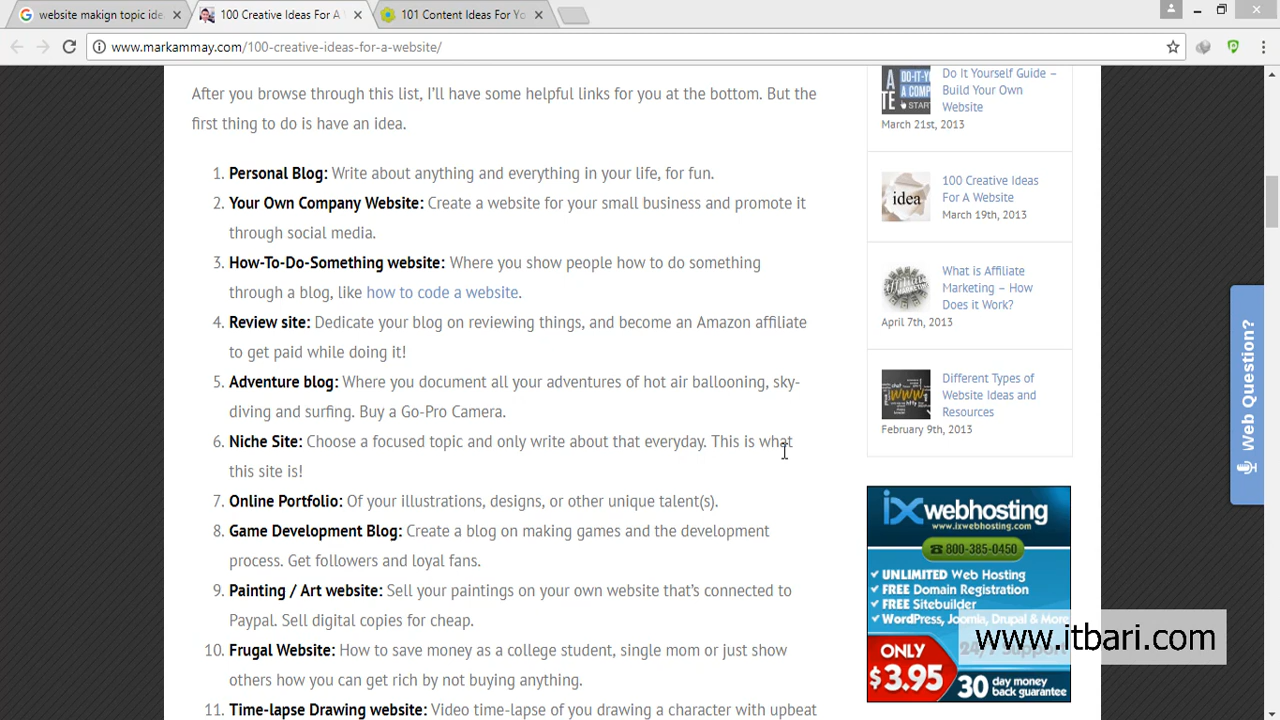 website makign topic ide
100 Creative Ideas For A
101 Content Ideas For Yo
www.markammay.com/100-creative-ideas-for-a-website/
After you browse through this list, I'll have some helpful links for you at the bottom. But the
first thing to do is have an idea.
1. Personal Blog: Write about anything and everything in your life, for fun.
2. Your Own Company Website: Create a website for your small business and promote it
through social media.
3. How-To-Do-Something website: Where you show people how to do something
through a blog, like how to code a website.
4. Review site: Dedicate your blog on reviewing things, and become an Amazon affiliate
to get paid while doing it!
5. Adventure blog: Where you document all your adventures of hot air ballooning, sky-
diving and surfing. Buy a Go-Pro Camera.
6. Niche Site: Choose a focused topic and only write about that everyday. This is what
this site is!
7. Online Portfolio: Of your illustrations, designs, or other unique talent(s).
8. Game Development Blog: Create a blog on making games and the development
process. Get followers and loyal fans.
9. Painting / Art website: Sell your paintings on your own website that's connected to
Paypal. Sell digital copies for cheap.
10. Frugal Website: How to save money as a college student, single mom or just show
others how you can get rich by not buying anything.
11. Time-lapse Drawing website: Video time-lapse of you drawing a character with upbeat
DO-IT-Y
A COMP
START
Do It Yourself Guide –
Build Your Own
Website
March 21st, 2013
idea
100 Creative Ideas
For A Website
March 19th, 2013
What is Affiliate
Marketing – How
Does it Work?
April 7th, 2013
www
Different Types of
Website Ideas and
Resources
February 9th, 2013
ix webhosting
www.ixwebhosting.com
800-385-0450
UNLIMITED Web Hosting
FREE Domain Registration
FREE Sitebuilder
WordPress, Joomla, Drupal & More
24/7 Support
ONLY
$3.95
30 day money
back guarantee
Web Question?
www.itbari.com